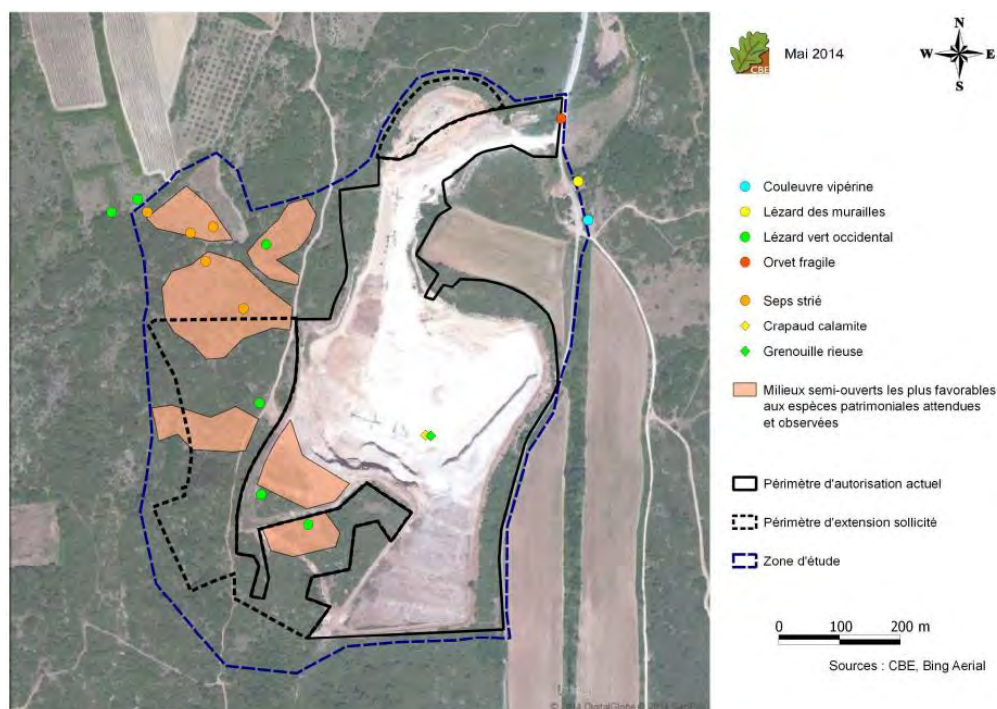 CBE
Mai 2014
N
W
E
S
Couleuvre vipérine
Lézard des murailles
Lézard vert occidental
Orvet fragile
Seps strié
Crapaud calamite
Grenouille rieuse
Milieux semi-ouverts les plus favorables
aux espèces patrimoniales attendues
et observées
Périmètre d'autorisation actuel
Périmètre d'extension sollicité
Zone d'étude
0 100 200 m
Sources : CBE, Bing Aerial